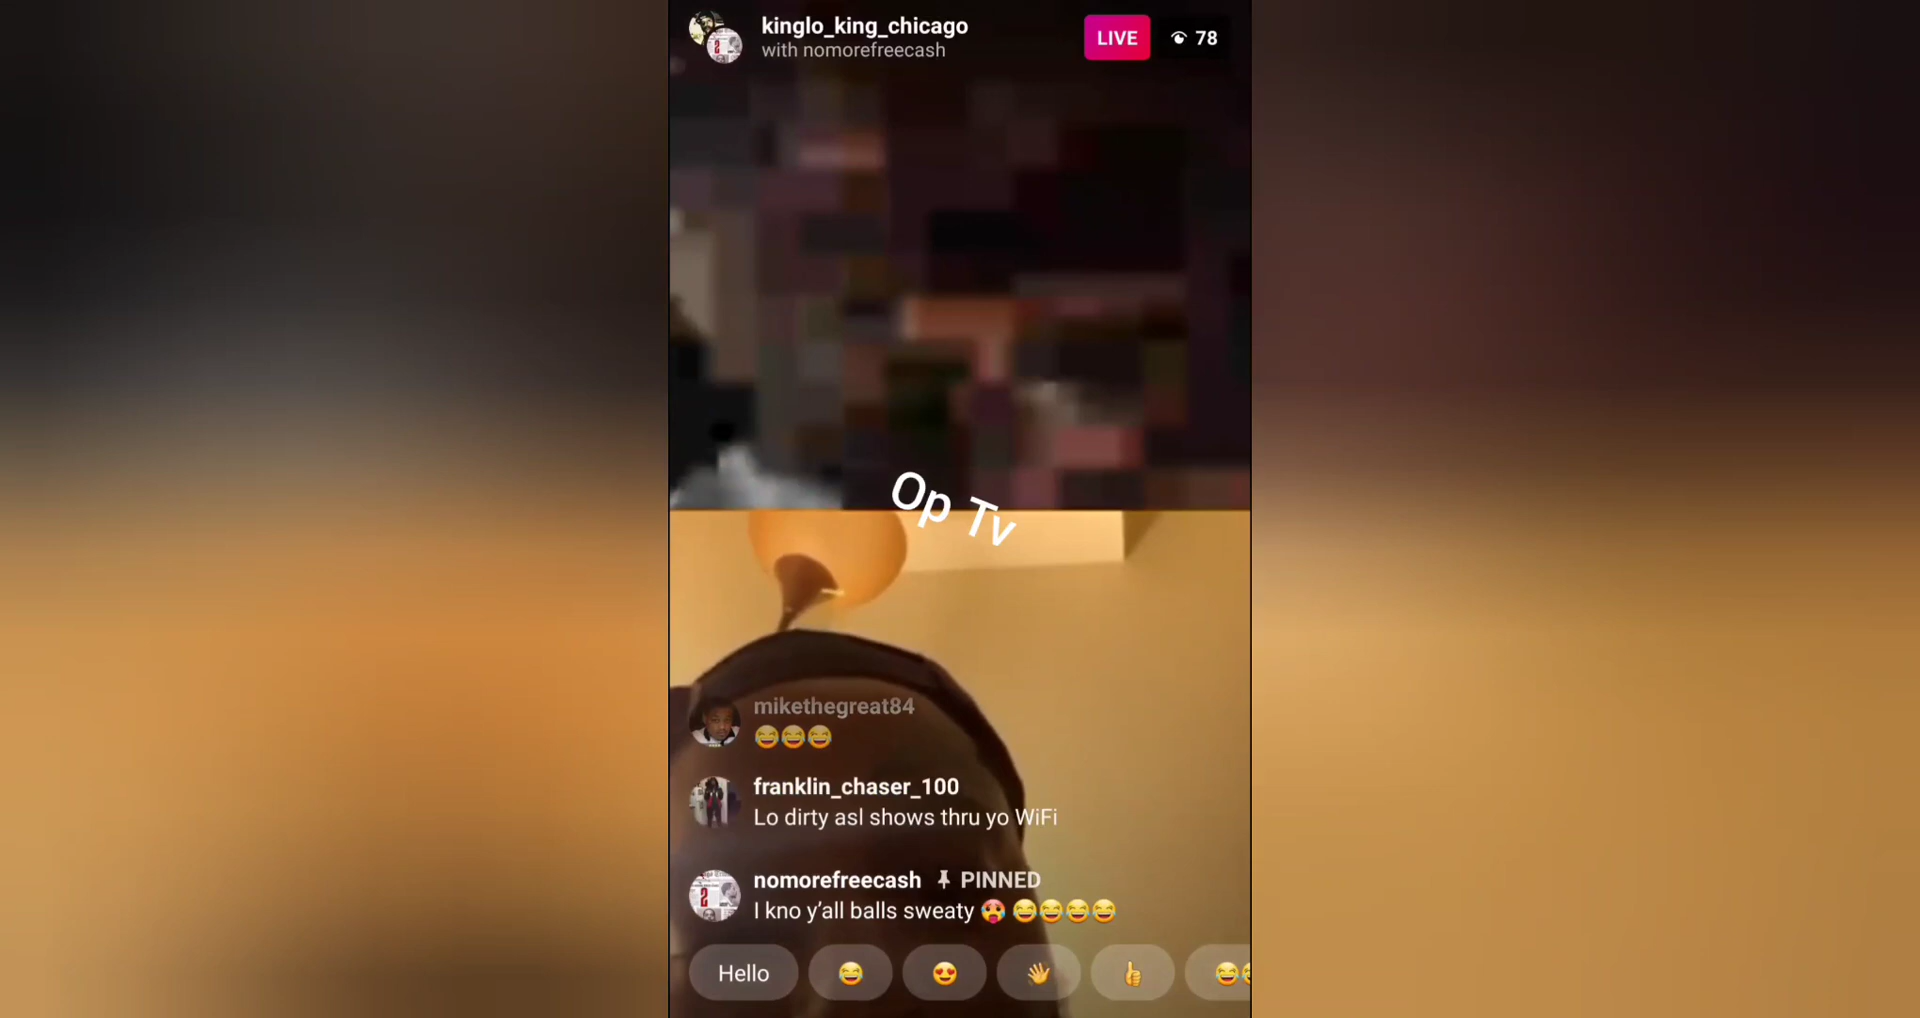 kinglo_king_chicago
with nomorefreecash
LIVE
78
Op Tv
mikethegreat84
😂😂😂
franklin_chaser_100
Lo dirty asl shows thru yo WiFi
nomorefreecash PINNED
I kno y'all balls sweaty 🥵 😂😂😂😂
Hello 😂 😍 👋 👍 😂😂